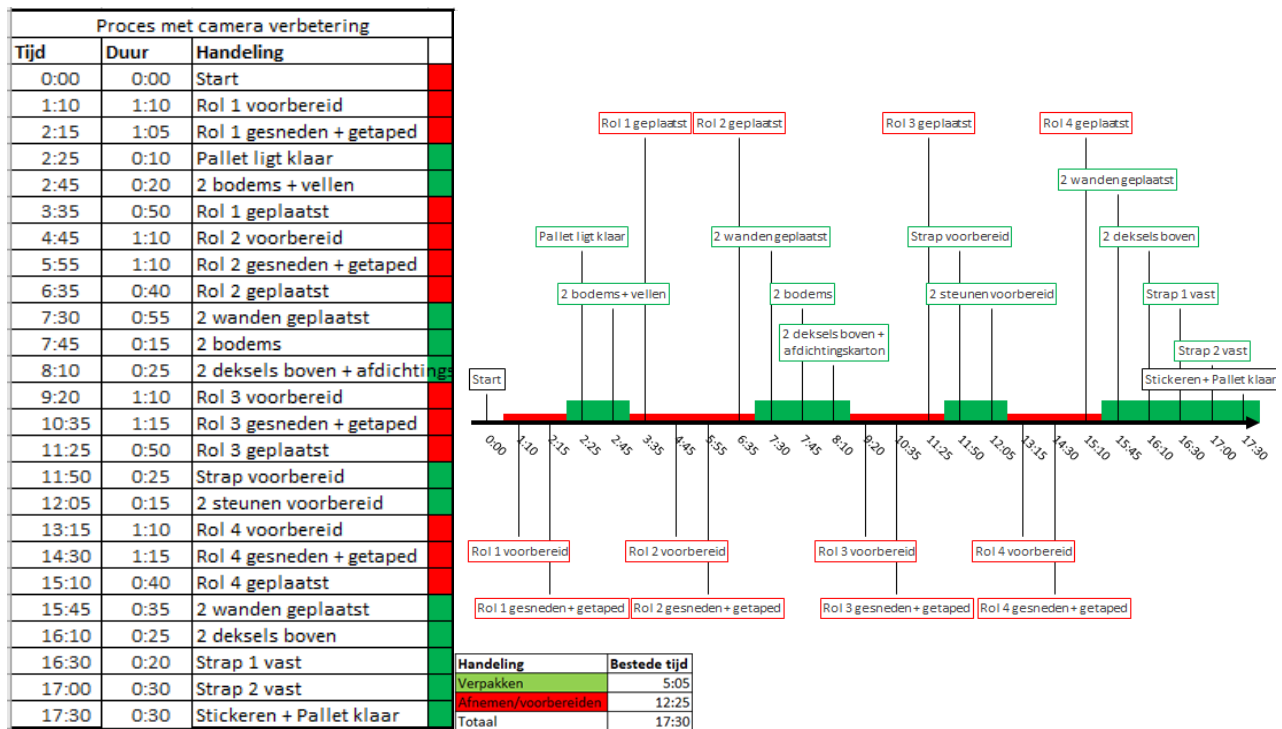 Proces met camera verbetering
Tijd Duur Handeling
0:00 0:00 Start
1:10 1:10 Rol 1 voorbereid
2:15 1:05 Rol 1 gesneden + getaped
2:25 0:10 Pallet ligt klaar
2:45 0:20 2 bodems + vellen
3:35 0:50 Rol 1 geplaatst
4:45 1:10 Rol 2 voorbereid
5:55 1:10 Rol 2 gesneden + getaped
6:35 0:40 Rol 2 geplaatst
7:30 0:55 2 wanden geplaatst
7:45 0:15 2 bodems
8:10 0:25 2 deksels boven + afdichtings
9:20 1:10 Rol 3 voorbereid
10:35 1:15 Rol 3 gesneden + getaped
11:25 0:50 Rol 3 geplaatst
11:50 0:25 Strap voorbereid
12:05 0:15 2 steunen voorbereid
13:15 1:10 Rol 4 voorbereid
14:30 1:15 Rol 4 gesneden + getaped
15:10 0:40 Rol 4 geplaatst
15:45 0:35 2 wanden geplaatst
16:10 0:25 2 deksels boven
16:30 0:20 Strap 1 vast
17:00 0:30 Strap 2 vast
17:30 0:30 Stickeren + Pallet klaar
Rol 1 geplaatst Rol 2 geplaatst Rol 3 geplaatst Rol 4 geplaatst
2 wanden geplaatst
Pallet ligt klaar 2 wanden geplaatst Strap voorbereid 2 deksels boven
2 bodems + vellen 2 bodems 2 steunen voorbereid Strap 1 vast
2 deksels boven +
afdichtingskarton
Strap 2 vast
Start Stickeren + Pallet klaar
0:00 1:10 2:15 2:25 2:45 3:35 4:45 5:55 6:35 7:30 7:45 8:10 9:20 10:35 11:25 11:50 12:05 13:15 14:30 15:10 15:45 16:10 16:30 17:00 17:30
Rol 1 voorbereid Rol 2 voorbereid Rol 3 voorbereid Rol 4 voorbereid
Rol 1 gesneden + getaped Rol 2 gesneden + getaped Rol 3 gesneden + getaped Rol 4 gesneden + getaped
Handeling Bestede tijd
Verpakken 5:05
Afnemen/voorbereiden 12:25
Totaal 17:30